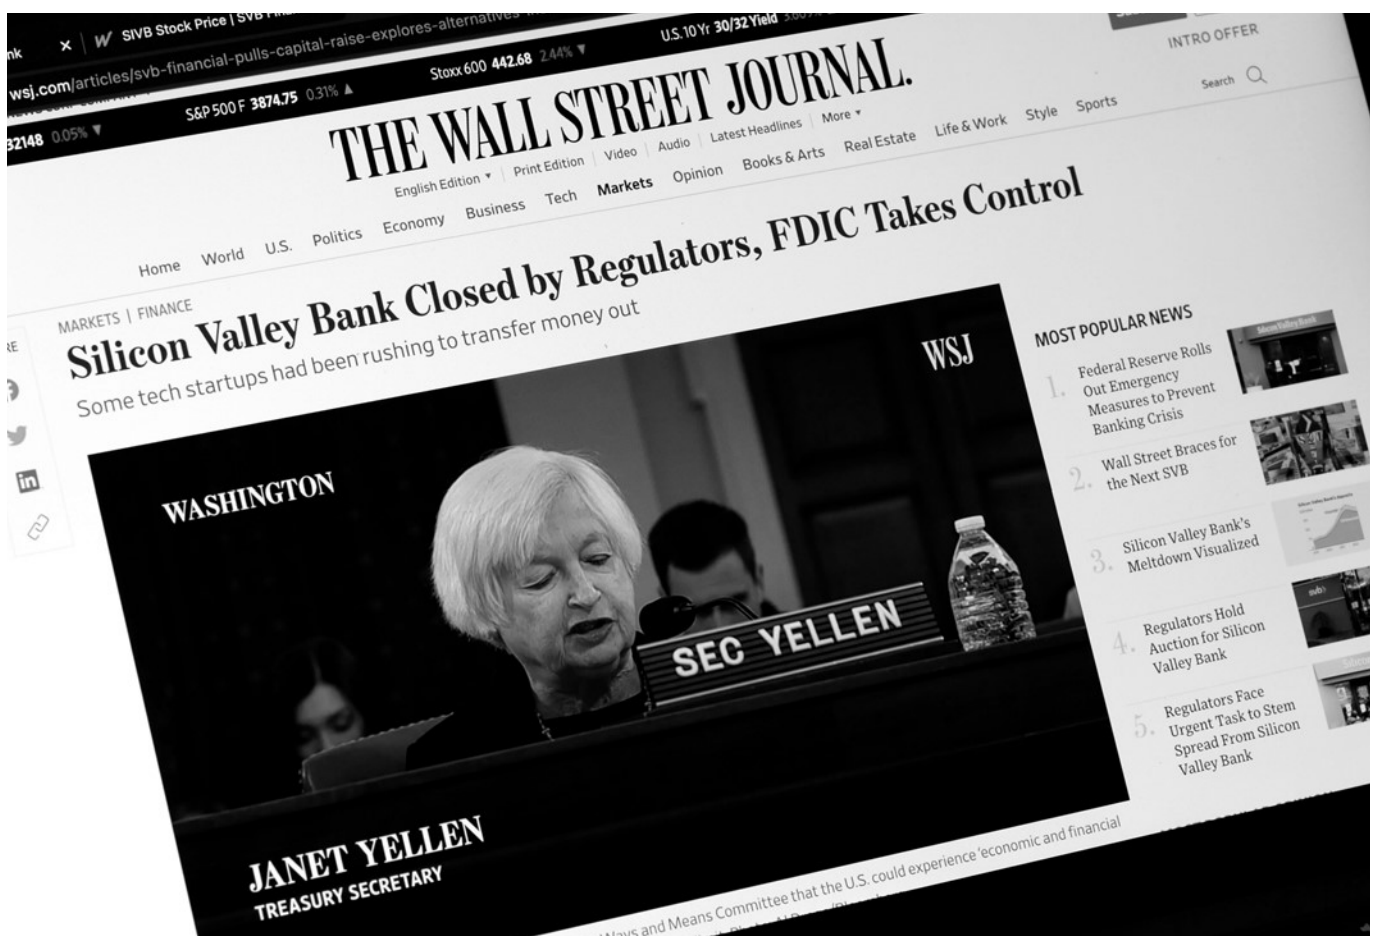 nk
SIVB Stock Price | SVB
wsj.com/articles/svb-financial-pulls-capital-raise-explores-alternatives-
32148 0.05% ▼
S&P 500 F 3874.75 0.31% ▲
Stoxx 600 442.68 2.44% ▼
U.S. 10 Yr 30/32 Yield
THE WALL STREET JOURNAL.
INTRO OFFER
English Edition ▾ | Print Edition | Video | Audio | Latest Headlines | More ▾
Search
Home World U.S. Politics Economy Business Tech Markets Opinion Books & Arts Real Estate Life & Work Style Sports
MARKETS | FINANCE
Silicon Valley Bank Closed by Regulators, FDIC Takes Control
Some tech startups had been rushing to transfer money out
RE
in
WASHINGTON
WSJ
SEC YELLEN
JANET YELLEN
TREASURY SECRETARY
Ways and Means Committee that the U.S. could experience 'economic and financial
MOST POPULAR NEWS
1. Federal Reserve Rolls
Out Emergency
Measures to Prevent
Banking Crisis
Silicon Valley Bank
2. Wall Street Braces for
the Next SVB
3. Silicon Valley Bank's
Meltdown Visualized
4. Regulators Hold
Auction for Silicon
Valley Bank
svb
5. Regulators Face
Urgent Task to Stem
Spread From Silicon
Valley Bank